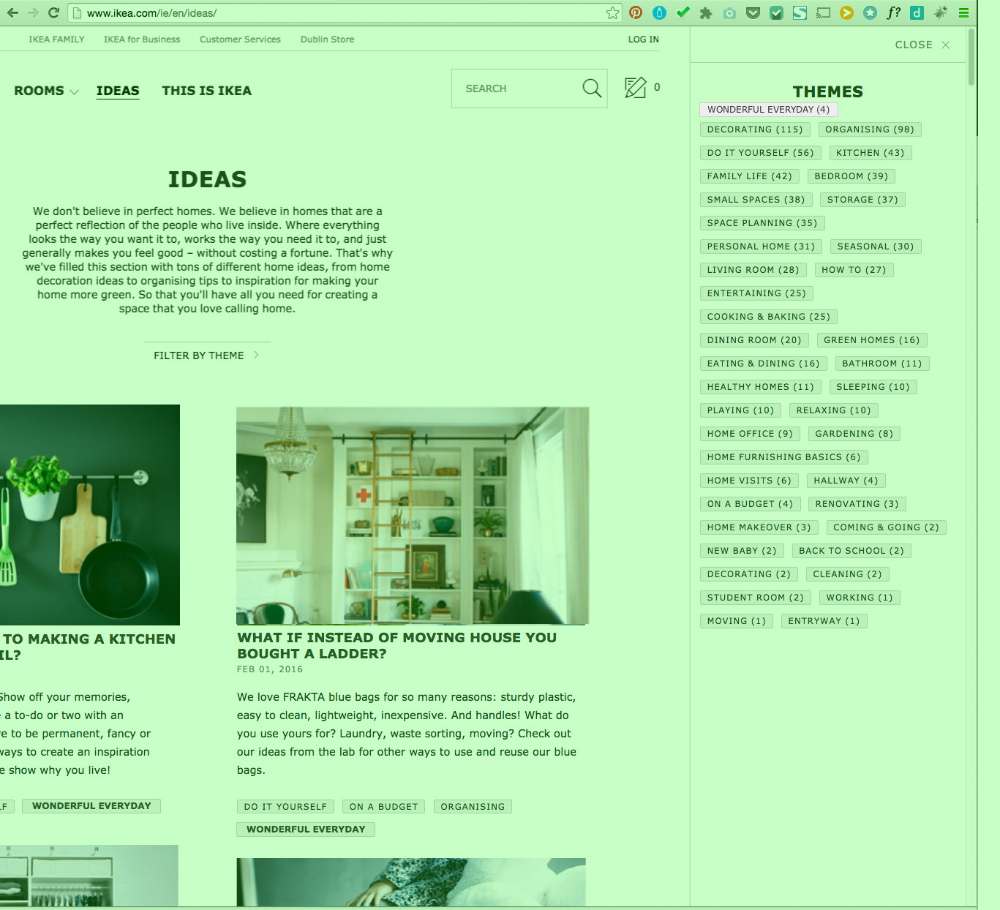 www.ikea.com/ie/en/ideas/
f?
d
IKEA FAMILY
IKEA for Business
Customer Services
Dublin Store
LOG IN
ROOMS
IDEAS
THIS IS IKEA
SEARCH
0
IDEAS
We don't believe in perfect homes. We believe in homes that are a
perfect reflection of the people who live inside. Where everything
looks the way you want it to, works the way you need it to, and just
generally makes you feel good – without costing a fortune. That's why
we've filled this section with tons of different home ideas, from home
decoration ideas to organising tips to inspiration for making your
home more green. So that you'll have all you need for creating a
space that you love calling home.
FILTER BY THEME
TO MAKING A KITCHEN
IL?
Show off your memories,
a to-do or two with an
e to be permanent, fancy or
ways to create an inspiration
e show why you live!
LF
WONDERFUL EVERYDAY
WHAT IF INSTEAD OF MOVING HOUSE YOU
BOUGHT A LADDER?
FEB 01, 2016
We love FRAKTA blue bags for so many reasons: sturdy plastic,
easy to clean, lightweight, inexpensive. And handles! What do
you use yours for? Laundry, waste sorting, moving? Check out
our ideas from the lab for other ways to use and reuse our blue
bags.
DO IT YOURSELF
ON A BUDGET
ORGANISING
WONDERFUL EVERYDAY
CLOSE
THEMES
WONDERFUL EVERYDAY (4)
DECORATING (115)
ORGANISING (98)
DO IT YOURSELF (56)
KITCHEN (43)
FAMILY LIFE (42)
BEDROOM (39)
SMALL SPACES (38)
STORAGE (37)
SPACE PLANNING (35)
PERSONAL HOME (31)
SEASONAL (30)
LIVING ROOM (28)
HOW TO (27)
ENTERTAINING (25)
COOKING & BAKING (25)
DINING ROOM (20)
GREEN HOMES (16)
EATING & DINING (16)
BATHROOM (11)
HEALTHY HOMES (11)
SLEEPING (10)
PLAYING (10)
RELAXING (10)
HOME OFFICE (9)
GARDENING (8)
HOME FURNISHING BASICS (6)
HOME VISITS (6)
HALLWAY (4)
ON A BUDGET (4)
RENOVATING (3)
HOME MAKEOVER (3)
COMING & GOING (2)
NEW BABY (2)
BACK TO SCHOOL (2)
DECORATING (2)
CLEANING (2)
STUDENT ROOM (2)
WORKING (1)
MOVING (1)
ENTRYWAY (1)